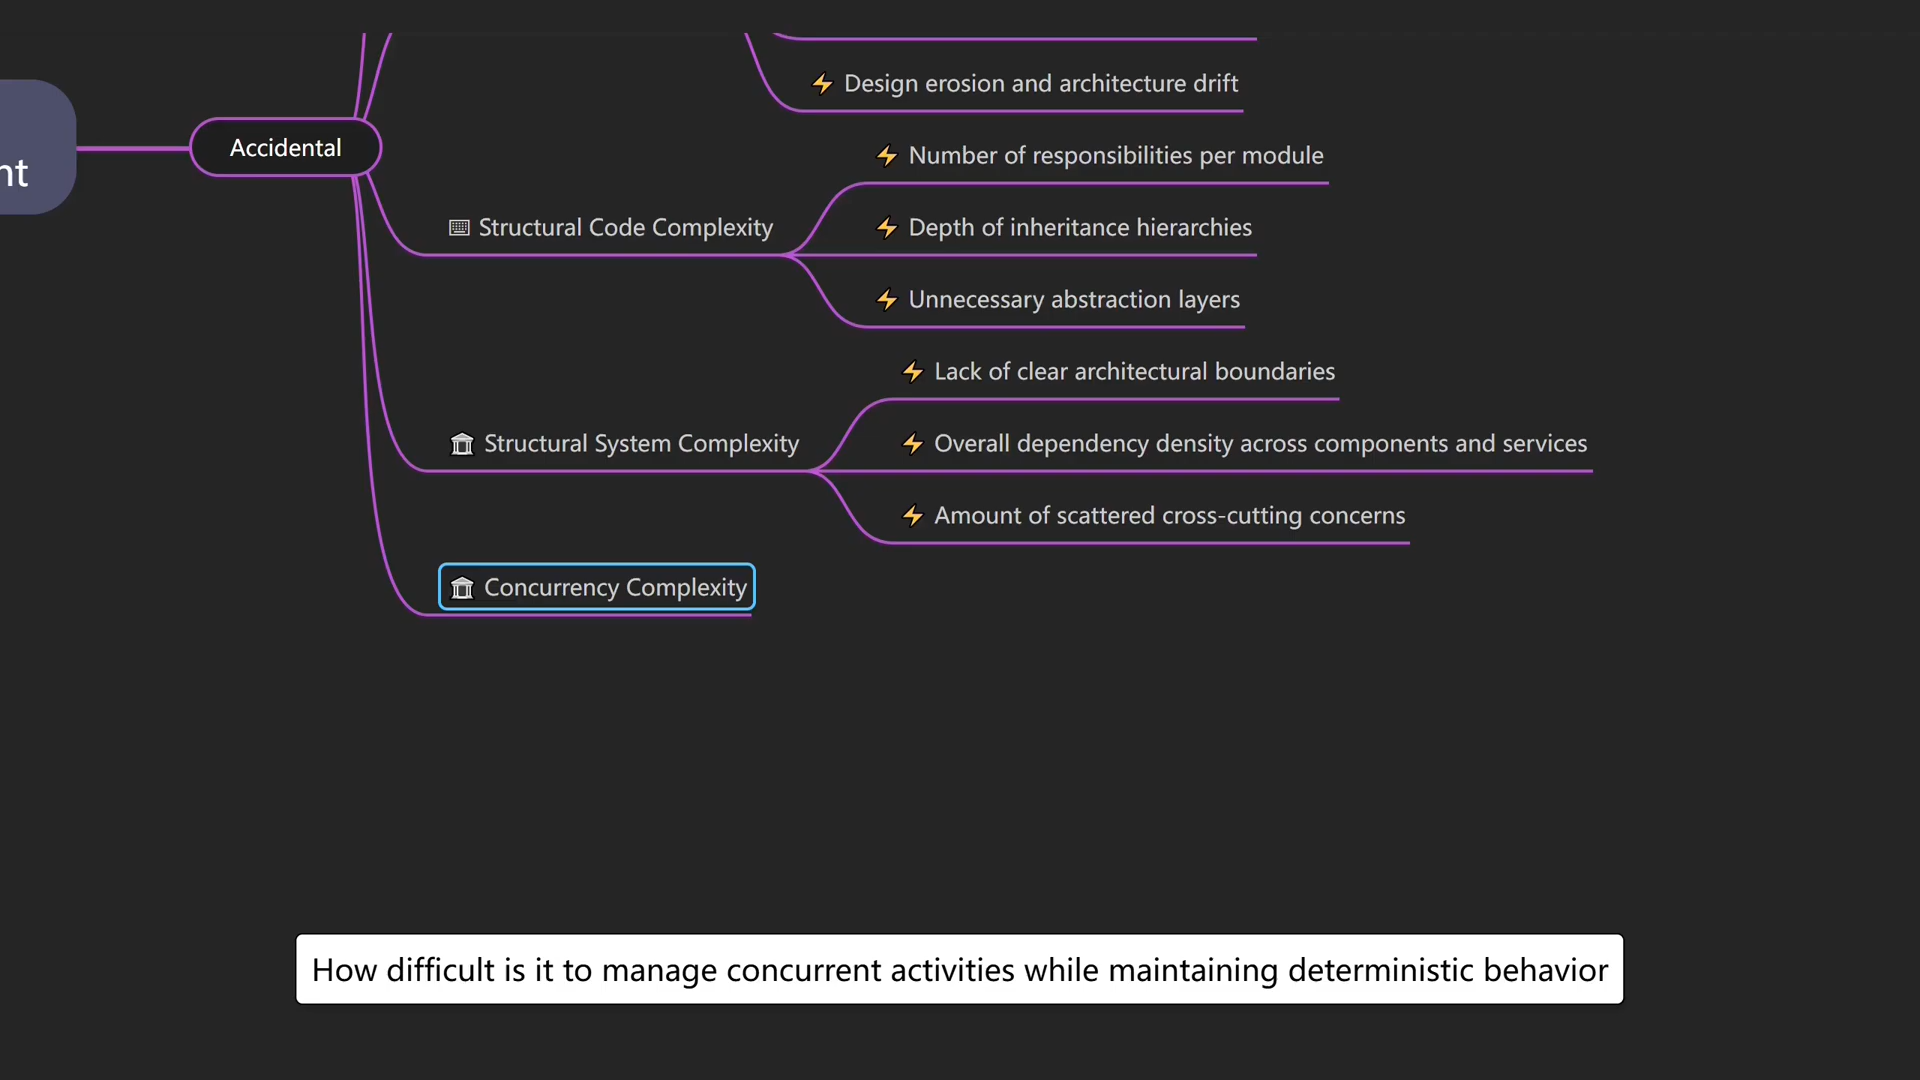 Design erosion and architecture drift
nt
Accidental
Number of responsibilities per module
Structural Code Complexity
Depth of inheritance hierarchies
Unnecessary abstraction layers
Lack of clear architectural boundaries
Structural System Complexity
Overall dependency density across components and services
Amount of scattered cross-cutting concerns
Concurrency Complexity
How difficult is it to manage concurrent activities while maintaining deterministic behavior